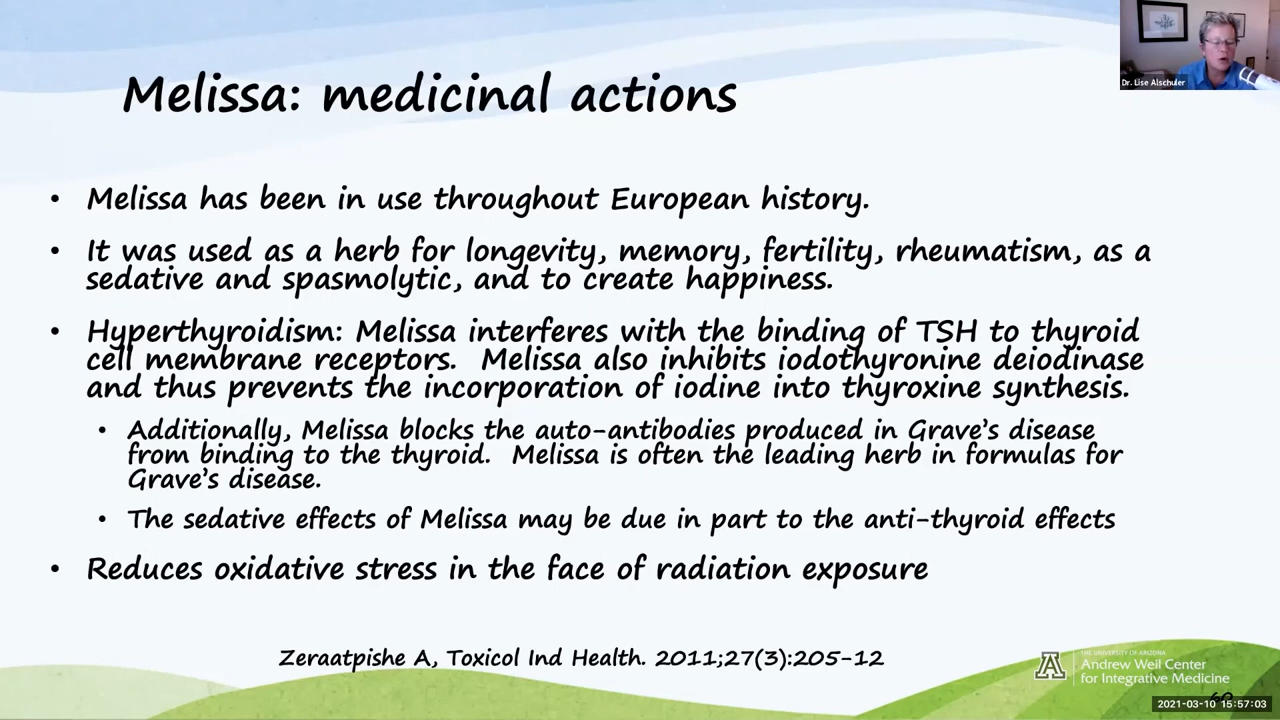 Dr. Lise Alschuler
Melissa: medicinal actions
• Melissa has been in use throughout European history.
• It was used as a herb for longevity, memory, fertility, rheumatism, as a
sedative and spasmolytic, and to create happiness.
• Hyperthyroidism: Melissa interferes with the binding of TSH to thyroid
cell membrane receptors. Melissa also inhibits iodothyronine deiodinase
and thus prevents the incorporation of iodine into thyroxine synthesis.
• Additionally, Melissa blocks the auto-antibodies produced in Grave's disease
from binding to the thyroid. Melissa is often the leading herb in formulas for
Grave's disease.
• The sedative effects of Melissa may be due in part to the anti-thyroid effects
• Reduces oxidative stress in the face of radiation exposure
Zeraatpishe A, Toxicol Ind Health. 2011;27(3):205-12
THE UNIVERSITY OF ARIZONA
Andrew Weil Center
for Integrative Medicine
2021-03-10 15:57:03